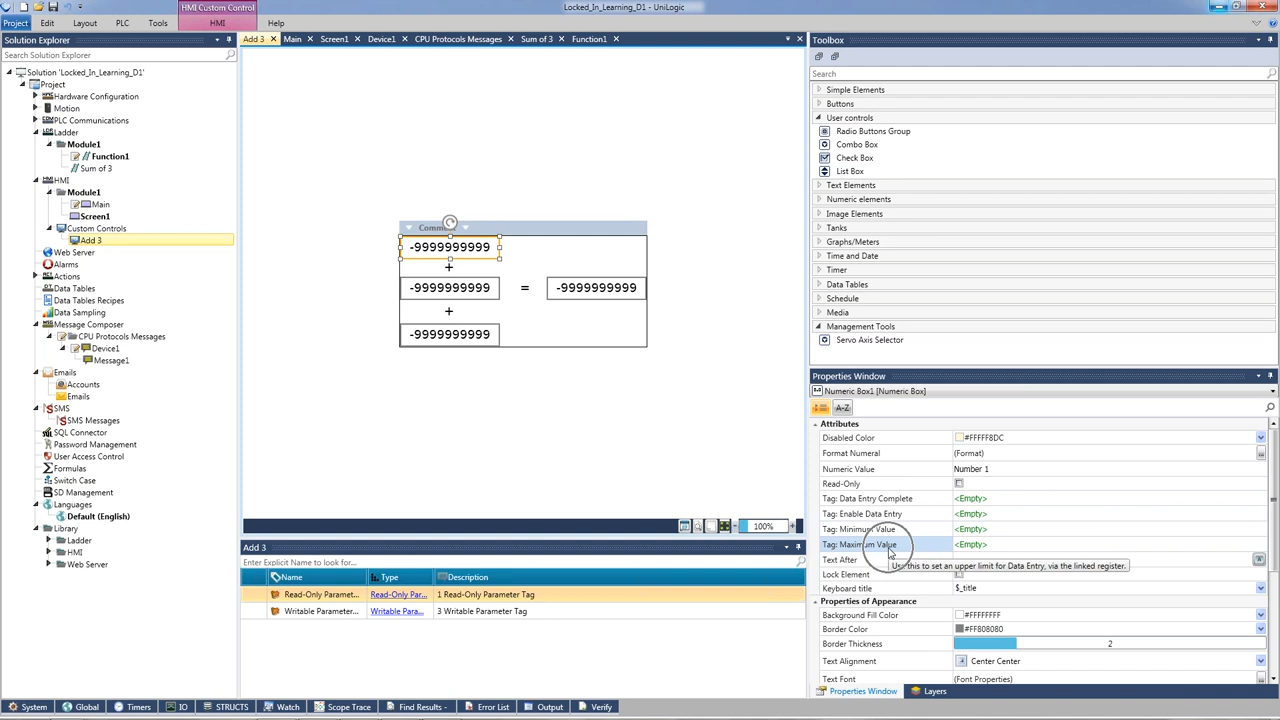 HMI Custom Control
Locked_In_Learning_D1* - UniLogic
Project
Edit
Layout
PLC
Tools
HMI
Help
Solution Explorer
Search Solution Explorer
Solution 'Locked_In_Learning_D1'
Project
Hardware Configuration
Motion
PLC Communications
Ladder
Module1
Function1
Sum of 3
HMI
Module1
Main
Screen1
Custom Controls
Add 3
Web Server
Alarms
Actions
Data Tables
Data Tables Recipes
Data Sampling
Message Composer
CPU Protocols Messages
Device1
Message1
Emails
Accounts
Emails
SMS
SMS Messages
SQL Connector
Password Management
User Access Control
Formulas
Switch Case
SD Management
Languages
Default (English)
Library
Ladder
HMI
Web Server
Add 3
Main
Screen1
Device1
CPU Protocols Messages
Sum of 3
Function1
-9999999999
+
-9999999999 = -9999999999
+
-9999999999
100%
Add 3
Enter Explicit Name to look for...
Name Type Description
Read-Only Paramet... Read-Only Par... 1 Read-Only Parameter Tag
Writable Paramete... Writable Para... 3 Writable Parameter Tag
Toolbox
Search
Simple Elements
Buttons
User controls
Radio Buttons Group
Combo Box
Check Box
List Box
Text Elements
Numeric elements
Image Elements
Tanks
Graphs/Meters
Time and Date
Timer
Data Tables
Schedule
Media
Management Tools
Servo Axis Selector
Properties Window
Numeric Box1 [Numeric Box]
A-Z
Attributes
Disabled Color #FFFFF8DC
Format Numeral (Format)
Numeric Value Number 1
Read-Only
Tag: Data Entry Complete <Empty>
Tag: Enable Data Entry <Empty>
Tag: Minimum Value <Empty>
Tag: Maximum Value <Empty>
Text After
Use this to set an upper limit for Data Entry, via the linked register.
Lock Element
Keyboard title $_title
Properties of Appearance
Background Fill Color #FFFFFFFF
Border Color #FF808080
Border Thickness 2
Text Alignment Center Center
Text Font (Font Properties)
Properties Window
Layers
System
Global
Timers
IO
STRUCTS
Watch
Scope Trace
Find Results -
Error List
Output
Verify